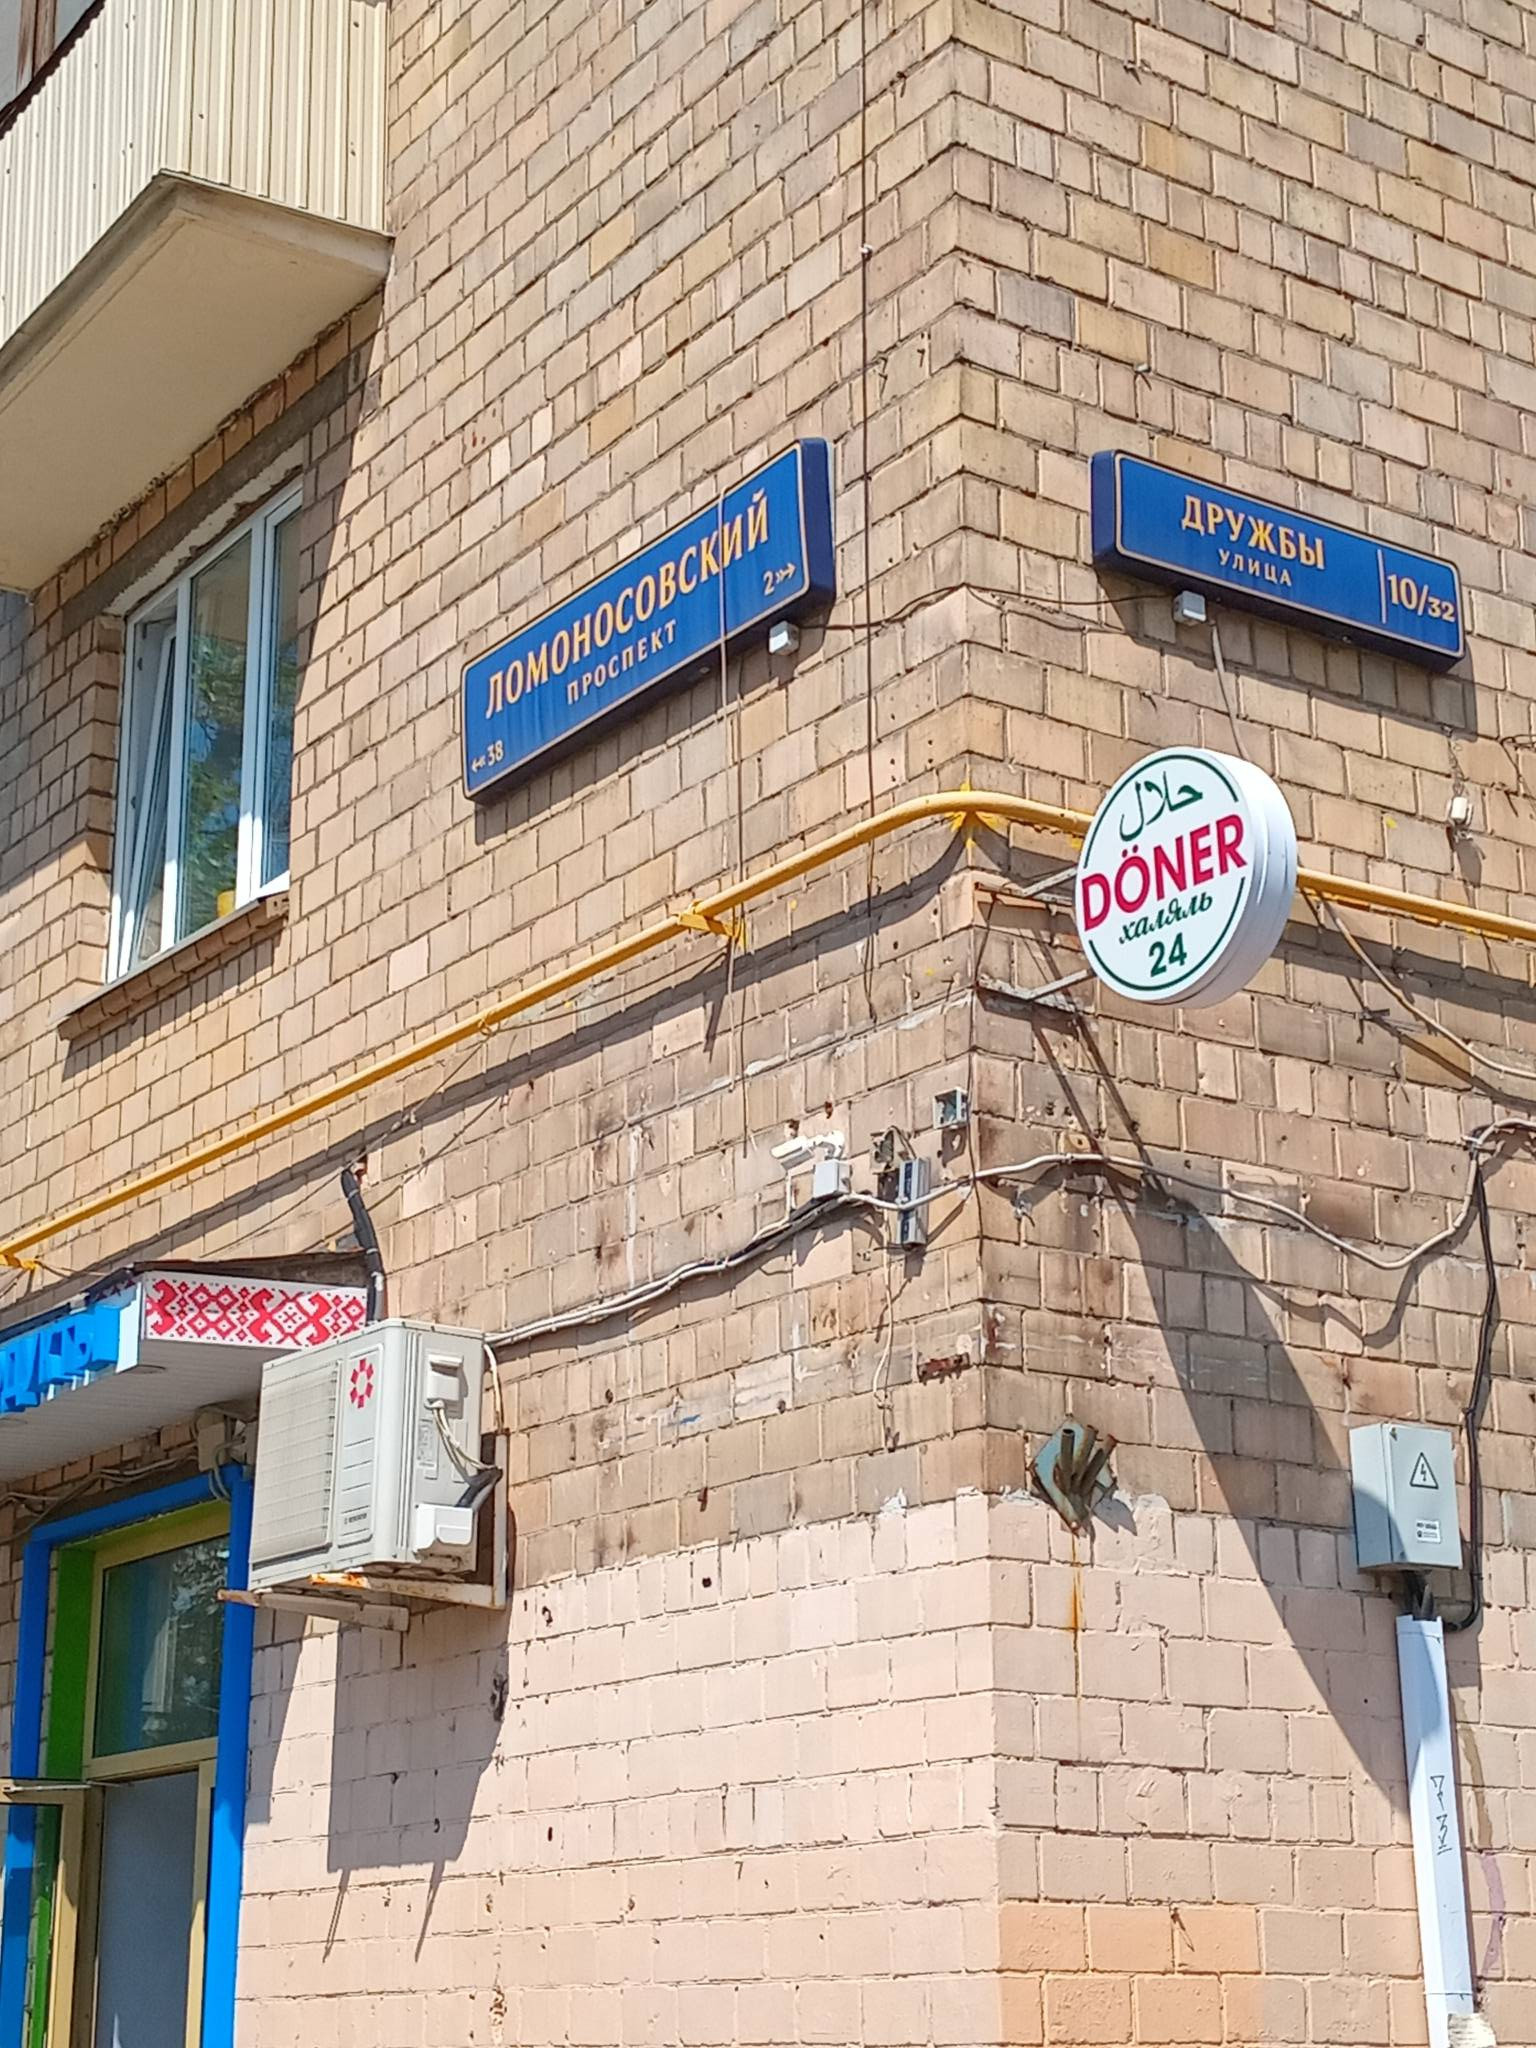 ЛОМОНОСОВСКИЙ
ПРОСПЕКТ
←«38
2»→
ДРУЖБЫ
УЛИЦА
10/32
حلال
DÖNER
халяль
24